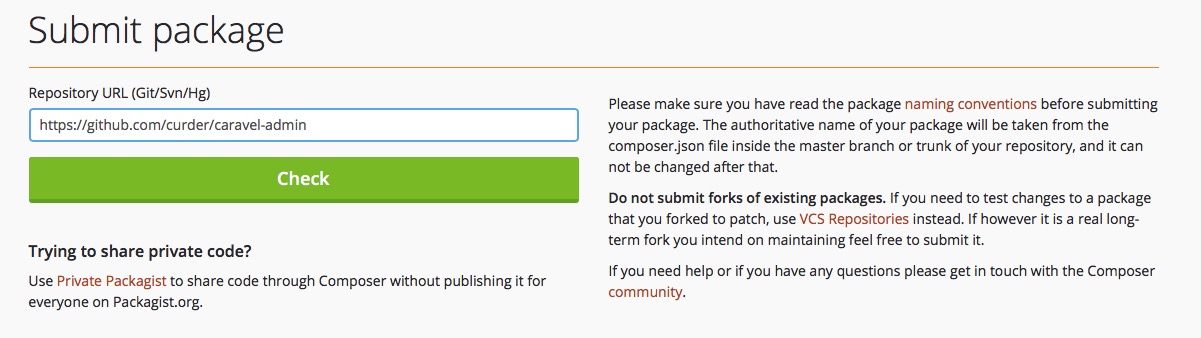 Submit package
Repository URL (Git/Svn/Hg)
https://github.com/curder/caravel-admin
Check
Trying to share private code?
Use Private Packagist to share code through Composer without publishing it for
everyone on Packagist.org.
Please make sure you have read the package naming conventions before submitting
your package. The authoritative name of your package will be taken from the
composer.json file inside the master branch or trunk of your repository, and it can
not be changed after that.
Do not submit forks of existing packages. If you need to test changes to a package
that you forked to patch, use VCS Repositories instead. If however it is a real long-
term fork you intend on maintaining feel free to submit it.
If you need help or if you have any questions please get in touch with the Composer
community.